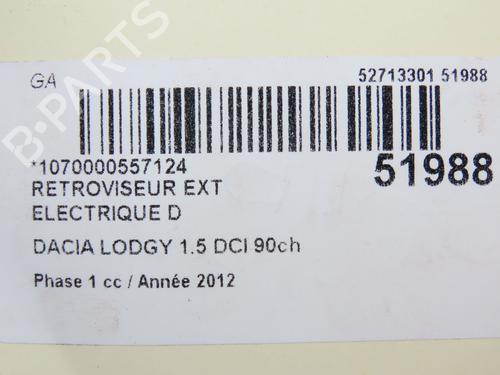 GA
52713301 51988
*1070000557124
51988
RETROVISEUR EXT
ELECTRIQUE D
DACIA LODGY 1.5 DCI 90ch
Phase 1 cc / Année 2012
B-PARTS